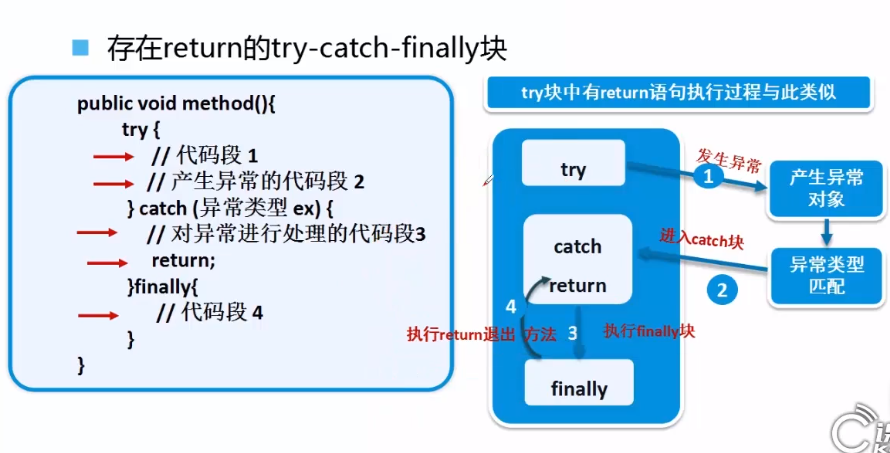 存在return的try-catch-finally块
public void method(){
try {
// 代码段 1
// 产生异常的代码段 2
} catch (异常类型 ex) {
// 对异常进行处理的代码段3
return;
}finally{
// 代码段 4
}
}
try块中有return语句执行过程与此类似
try
发生异常
1
产生异常
对象
catch
return
进入catch块
2
异常类型
匹配
4
执行return退出 方法
3
执行finally块
finally